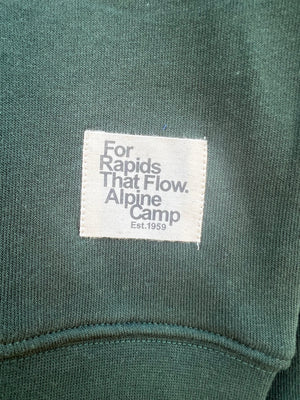 For
Rapids
That Flow.
Alpine
Camp
Est.1959